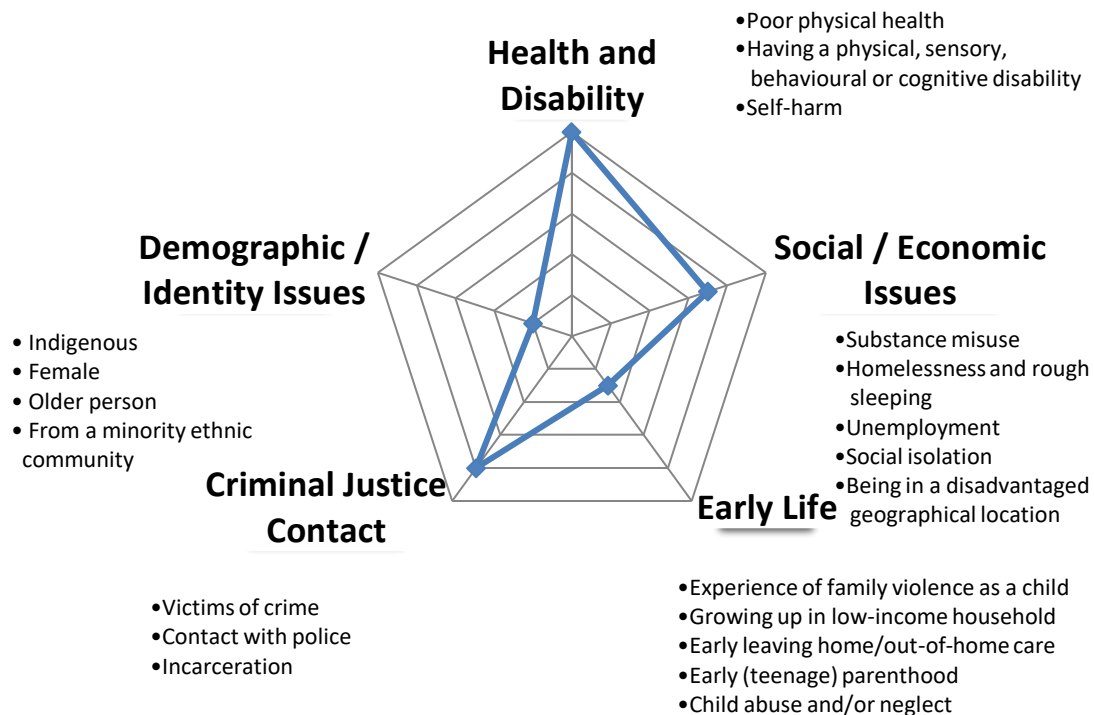 Health and
Disability
•Poor physical health
•Having a physical, sensory,
behavioural or cognitive disability
•Self-harm
Social / Economic
Issues
•Substance misuse
•Homelessness and rough
sleeping
•Unemployment
•Social isolation
•Being in a disadvantaged
geographical location
Early Life
•Experience of family violence as a child
•Growing up in low-income household
•Early leaving home/out-of-home care
•Early (teenage) parenthood
•Child abuse and/or neglect
Criminal Justice
Contact
•Victims of crime
•Contact with police
•Incarceration
Demographic /
Identity Issues
• Indigenous
• Female
• Older person
• From a minority ethnic
community